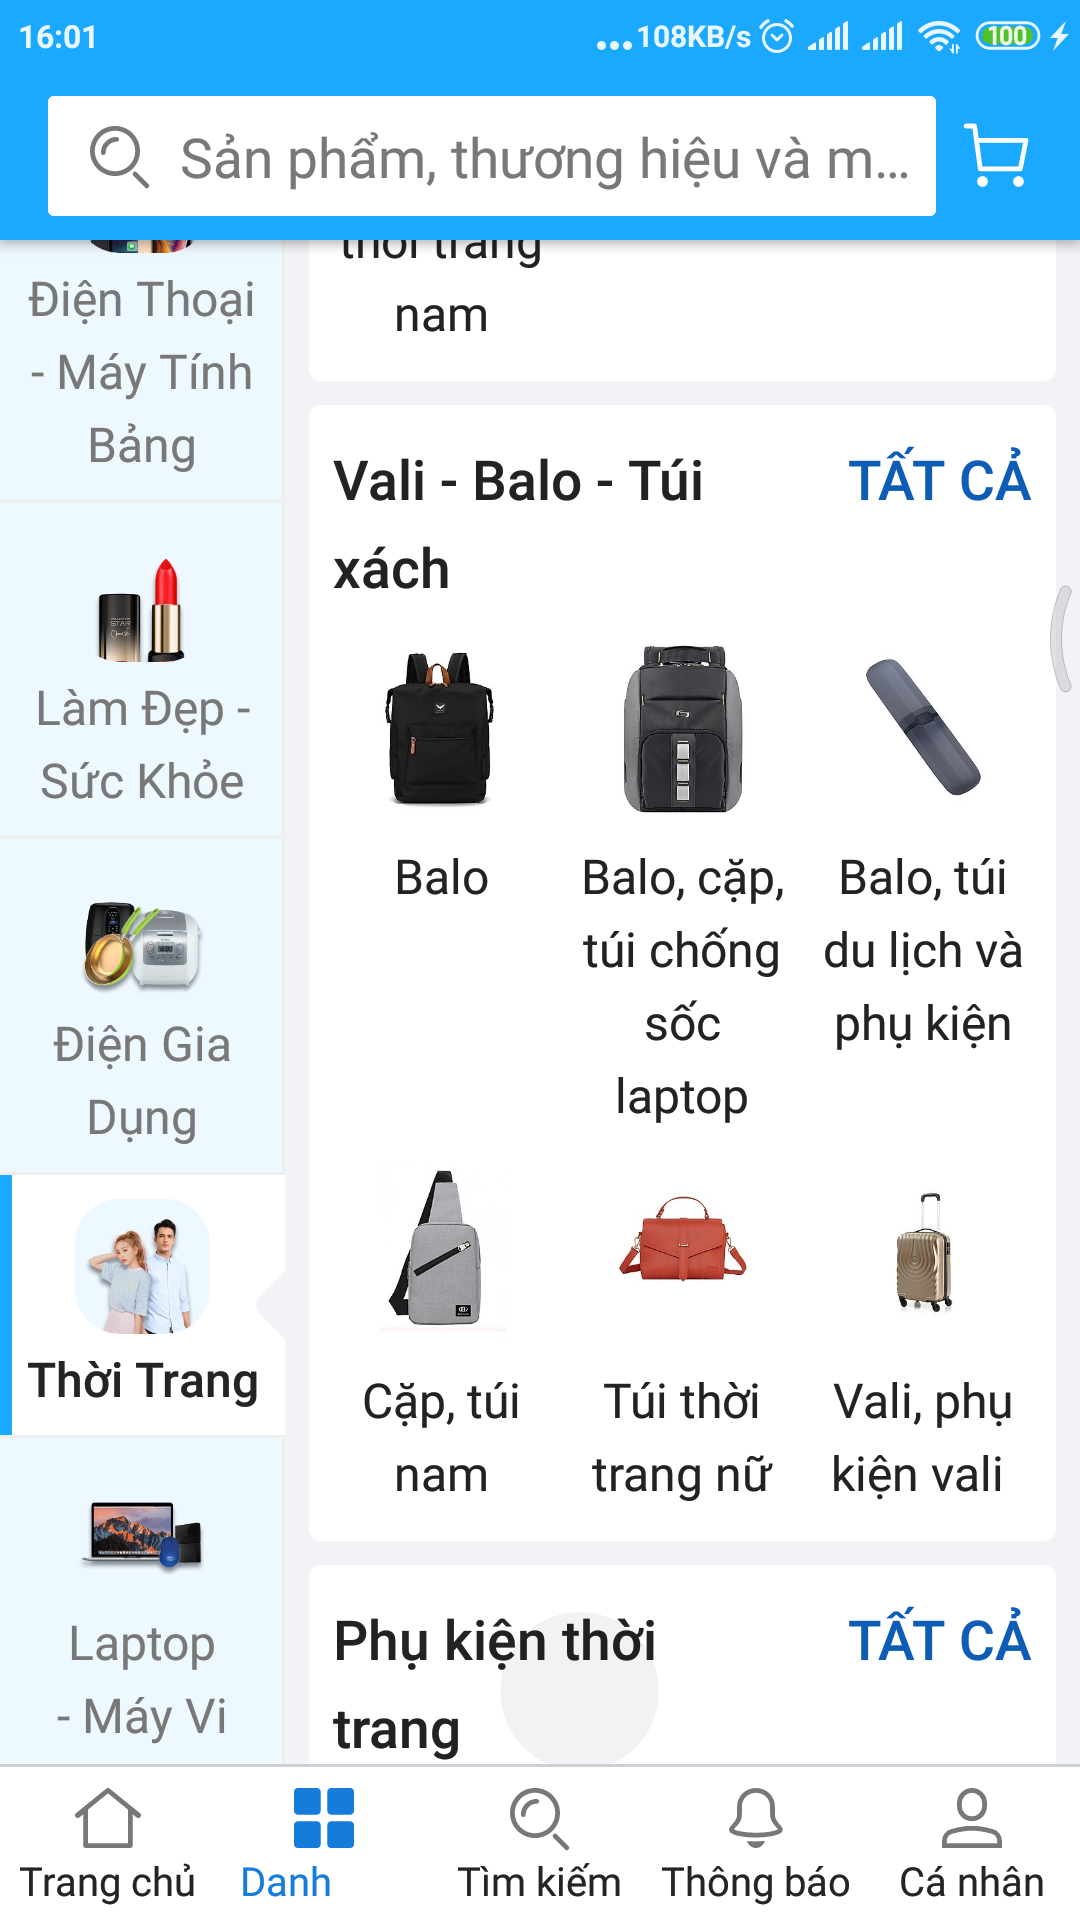 16:01
...108KB/s
100
Sản phẩm, thương hiệu và m...
Điện Thoại
- Máy Tính
Bảng
Làm Đẹp -
Sức Khỏe
Điện Gia
Dụng
Thời Trang
Laptop
- Máy Vi
thời trang
nam
Vali - Balo - Túi
xách
TẤT CẢ
Balo
Balo, cặp,
túi chống
sốc
laptop
Balo, túi
du lịch và
phụ kiện
Cặp, túi
nam
Túi thời
trang nữ
Vali, phụ
kiện vali
Phụ kiện thời
trang
TẤT CẢ
Trang chủ
Danh
Tìm kiếm
Thông báo
Cá nhân